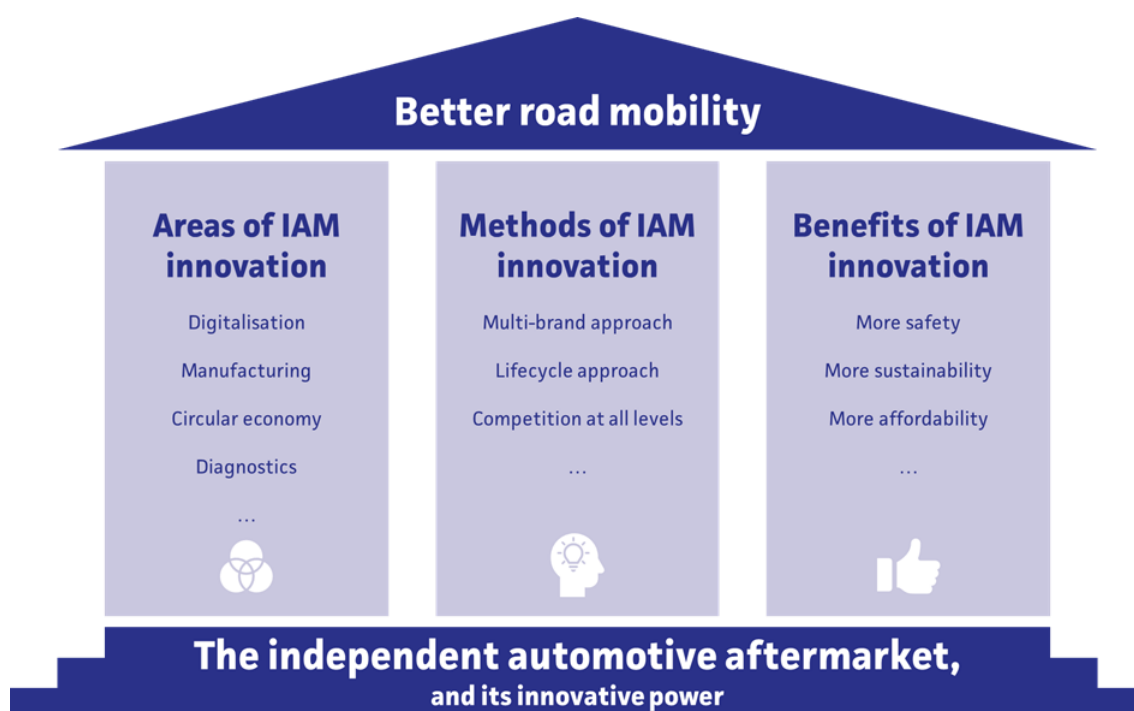 Better road mobility
Areas of IAM
innovation
Digitalisation
Manufacturing
Circular economy
Diagnostics
...
Methods of IAM
innovation
Multi-brand approach
Lifecycle approach
Competition at all levels
...
Benefits of IAM
innovation
More safety
More sustainability
More affordability
...
The independent automotive aftermarket,
and its innovative power